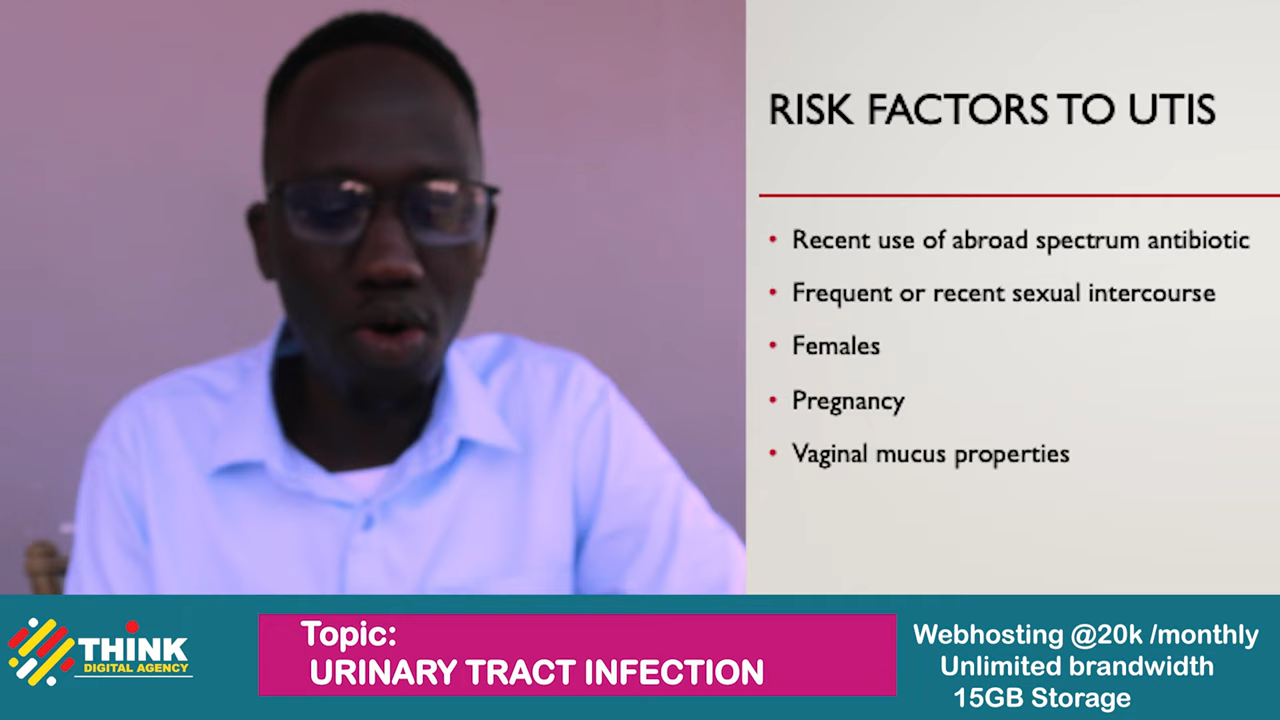 RISK FACTORS TO UTIS
• Recent use of abroad spectrum antibiotic
• Frequent or recent sexual intercourse
• Females
• Pregnancy
• Vaginal mucus properties
THINK
DIGITAL AGENCY
Topic:
URINARY TRACT INFECTION
Webhosting @20k /monthly
Unlimited brandwidth
15GB Storage